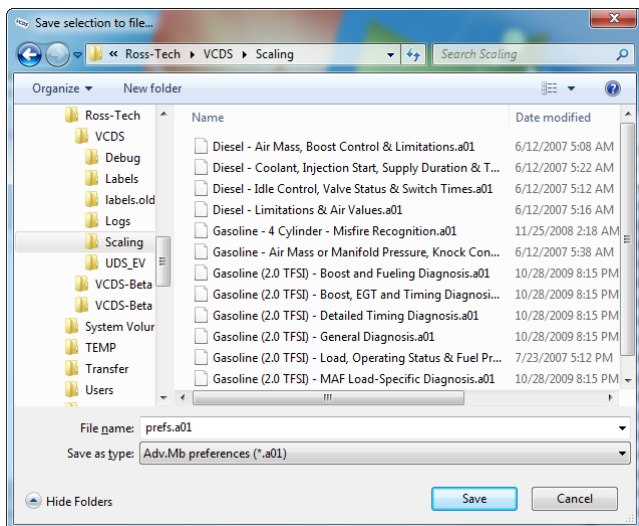 Save selection to file...
« Ross-Tech ▸ VCDS ▸ Scaling
Search Scaling
Organize
New folder
Ross-Tech
VCDS
Debug
Labels
labels.old
Logs
Scaling
UDS_EV
VCDS-Beta
VCDS-Beta
System Volur
TEMP
Transfer
Users
Name Date modified
Diesel - Air Mass, Boost Control & Limitations.a01 6/12/2007 5:08 AM
Diesel - Coolant, Injection Start, Supply Duration & T... 6/12/2007 5:22 AM
Diesel - Idle Control, Valve Status & Switch Times.a01 6/12/2007 5:12 AM
Diesel - Limitations & Air Values.a01 6/12/2007 5:16 AM
Gasoline - 4 Cylinder - Misfire Recognition.a01 11/25/2008 2:18 AM
Gasoline - Air Mass or Manifold Pressure, Knock Con... 6/12/2007 5:38 AM
Gasoline (2.0 TFSI) - Boost and Fueling Diagnosis.a01 10/28/2009 8:15 PM
Gasoline (2.0 TFSI) - Boost, EGT and Timing Diagnosi... 10/28/2009 8:15 PM
Gasoline (2.0 TFSI) - Detailed Timing Diagnosis.a01 10/28/2009 8:15 PM
Gasoline (2.0 TFSI) - General Diagnosis.a01 10/28/2009 8:15 PM
Gasoline (2.0 TFSI) - Load, Operating Status & Fuel Pr... 7/23/2007 5:12 PM
Gasoline (2.0 TFSI) - MAF Load-Specific Diagnosis.a01 10/28/2009 8:15 PM
File name: prefs.a01
Save as type: Adv.Mb preferences (*.a01)
Hide Folders
Save
Cancel